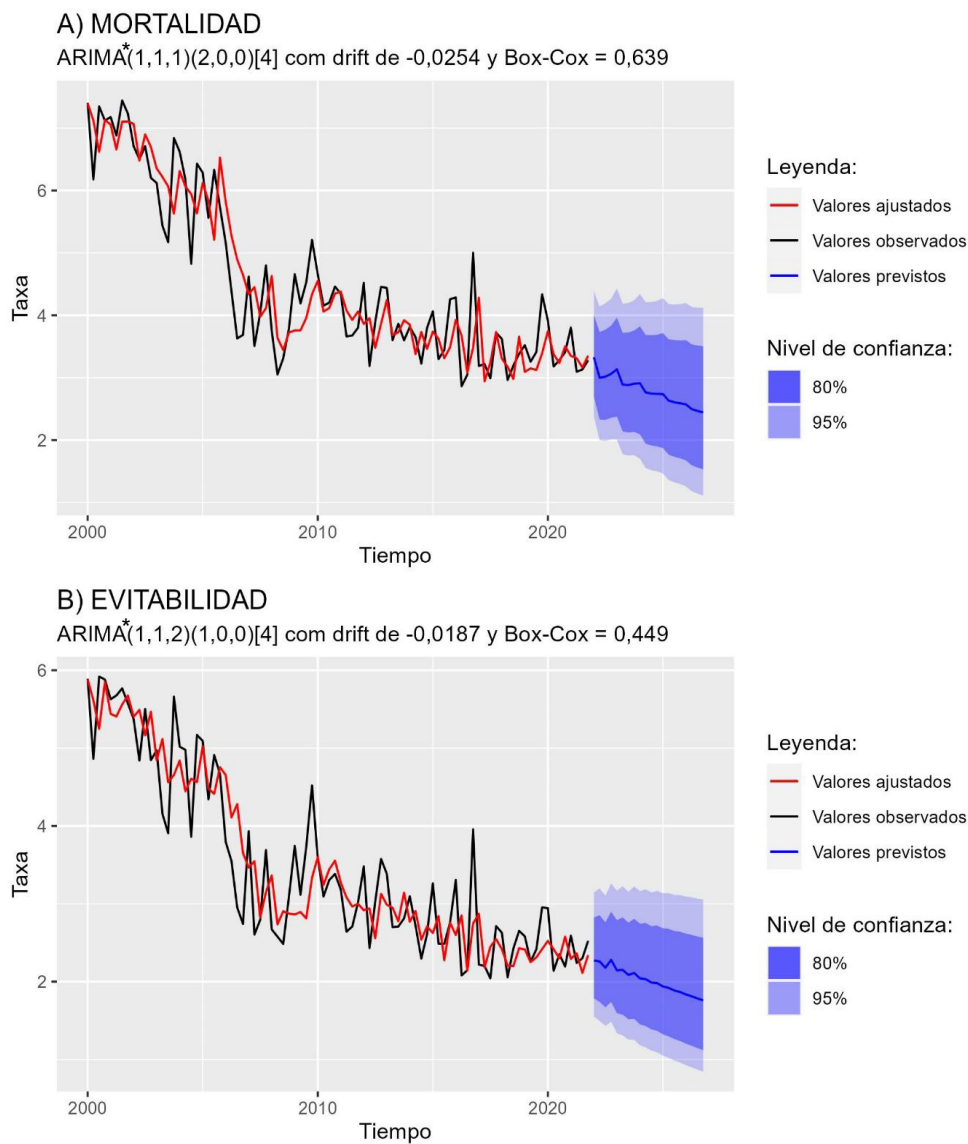 A) MORTALIDAD
ARIMA*(1,1,1)(2,0,0)[4] com drift de -0,0254 y Box-Cox = 0,639
6
4
2
Taxa
2000
2010
2020
Tiempo
Leyenda:
Valores ajustados
Valores observados
Valores previstos
Nivel de confianza:
80%
95%
B) EVITABILIDAD
ARIMA*(1,1,2)(1,0,0)[4] com drift de -0,0187 y Box-Cox = 0,449
6
4
2
Taxa
2000
2010
2020
Tiempo
Leyenda:
Valores ajustados
Valores observados
Valores previstos
Nivel de confianza:
80%
95%